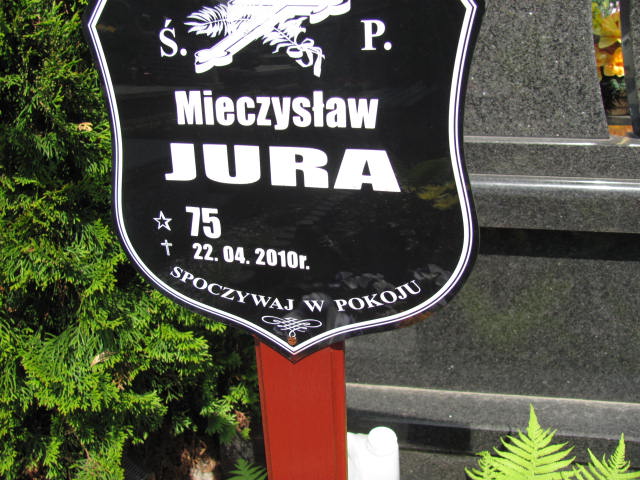 Ś. P.
Mieczysław
JURA
☆ 75
† 22. 04. 2010r.
SPOCZYWAJ W POKOJU